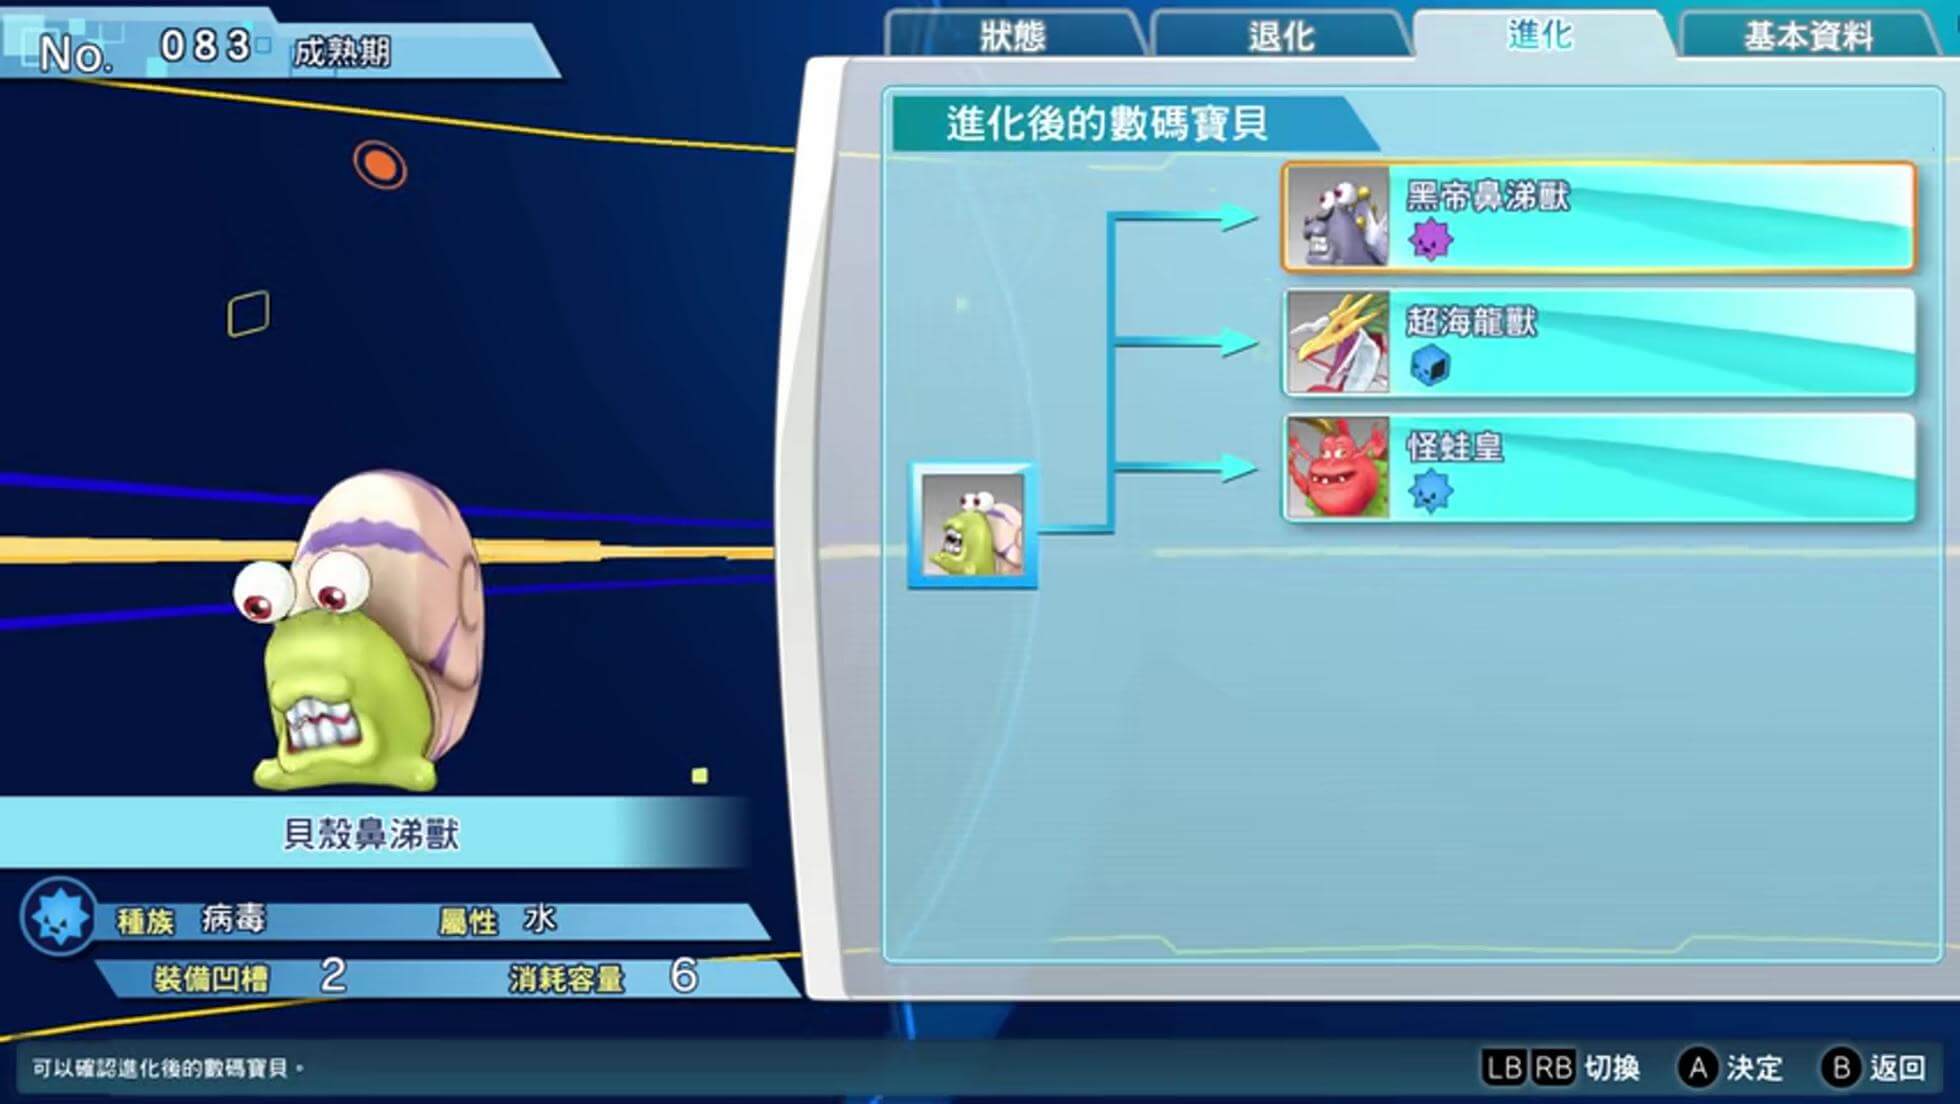 No. 083 成熟期
狀態 退化 進化 基本資料
進化後的數碼寶貝
黑帝鼻涕獸
超海龍獸
怪蛙皇
貝殼鼻涕獸
種族 病毒 屬性 水
裝備凹槽 2 消耗容量 6
可以確認進化後的數碼寶貝。
LB RB 切換 A 決定 B 返回